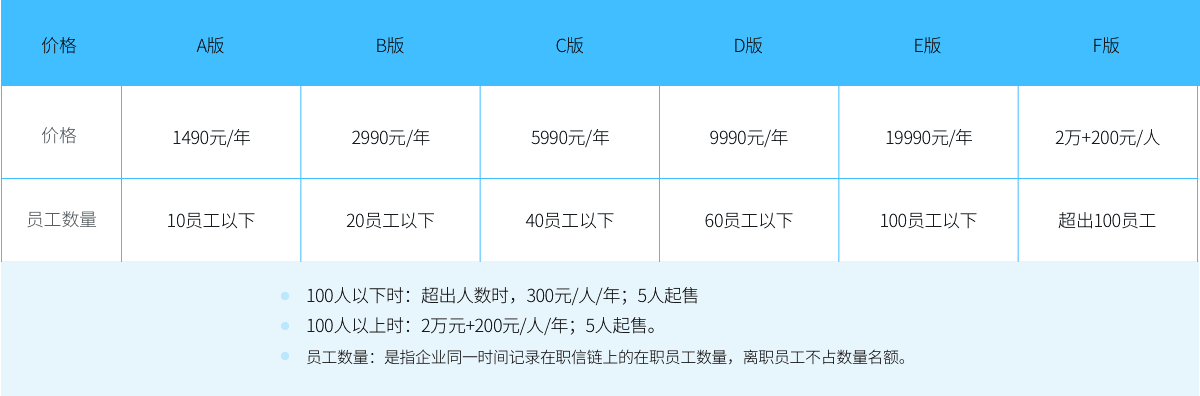 价格 A版 B版 C版 D版 E版 F版
价格 1490元/年 2990元/年 5990元/年 9990元/年 19990元/年 2万+200元/人
员工数量 10员工以下 20员工以下 40员工以下 60员工以下 100员工以下 超出100员工
100人以下时：超出人数时，300元/人/年；5人起售
100人以上时：2万元+200元/人/年；5人起售。
员工数量：是指企业同一时间记录在职信链上的在职员工数量，离职员工不占数量名额。